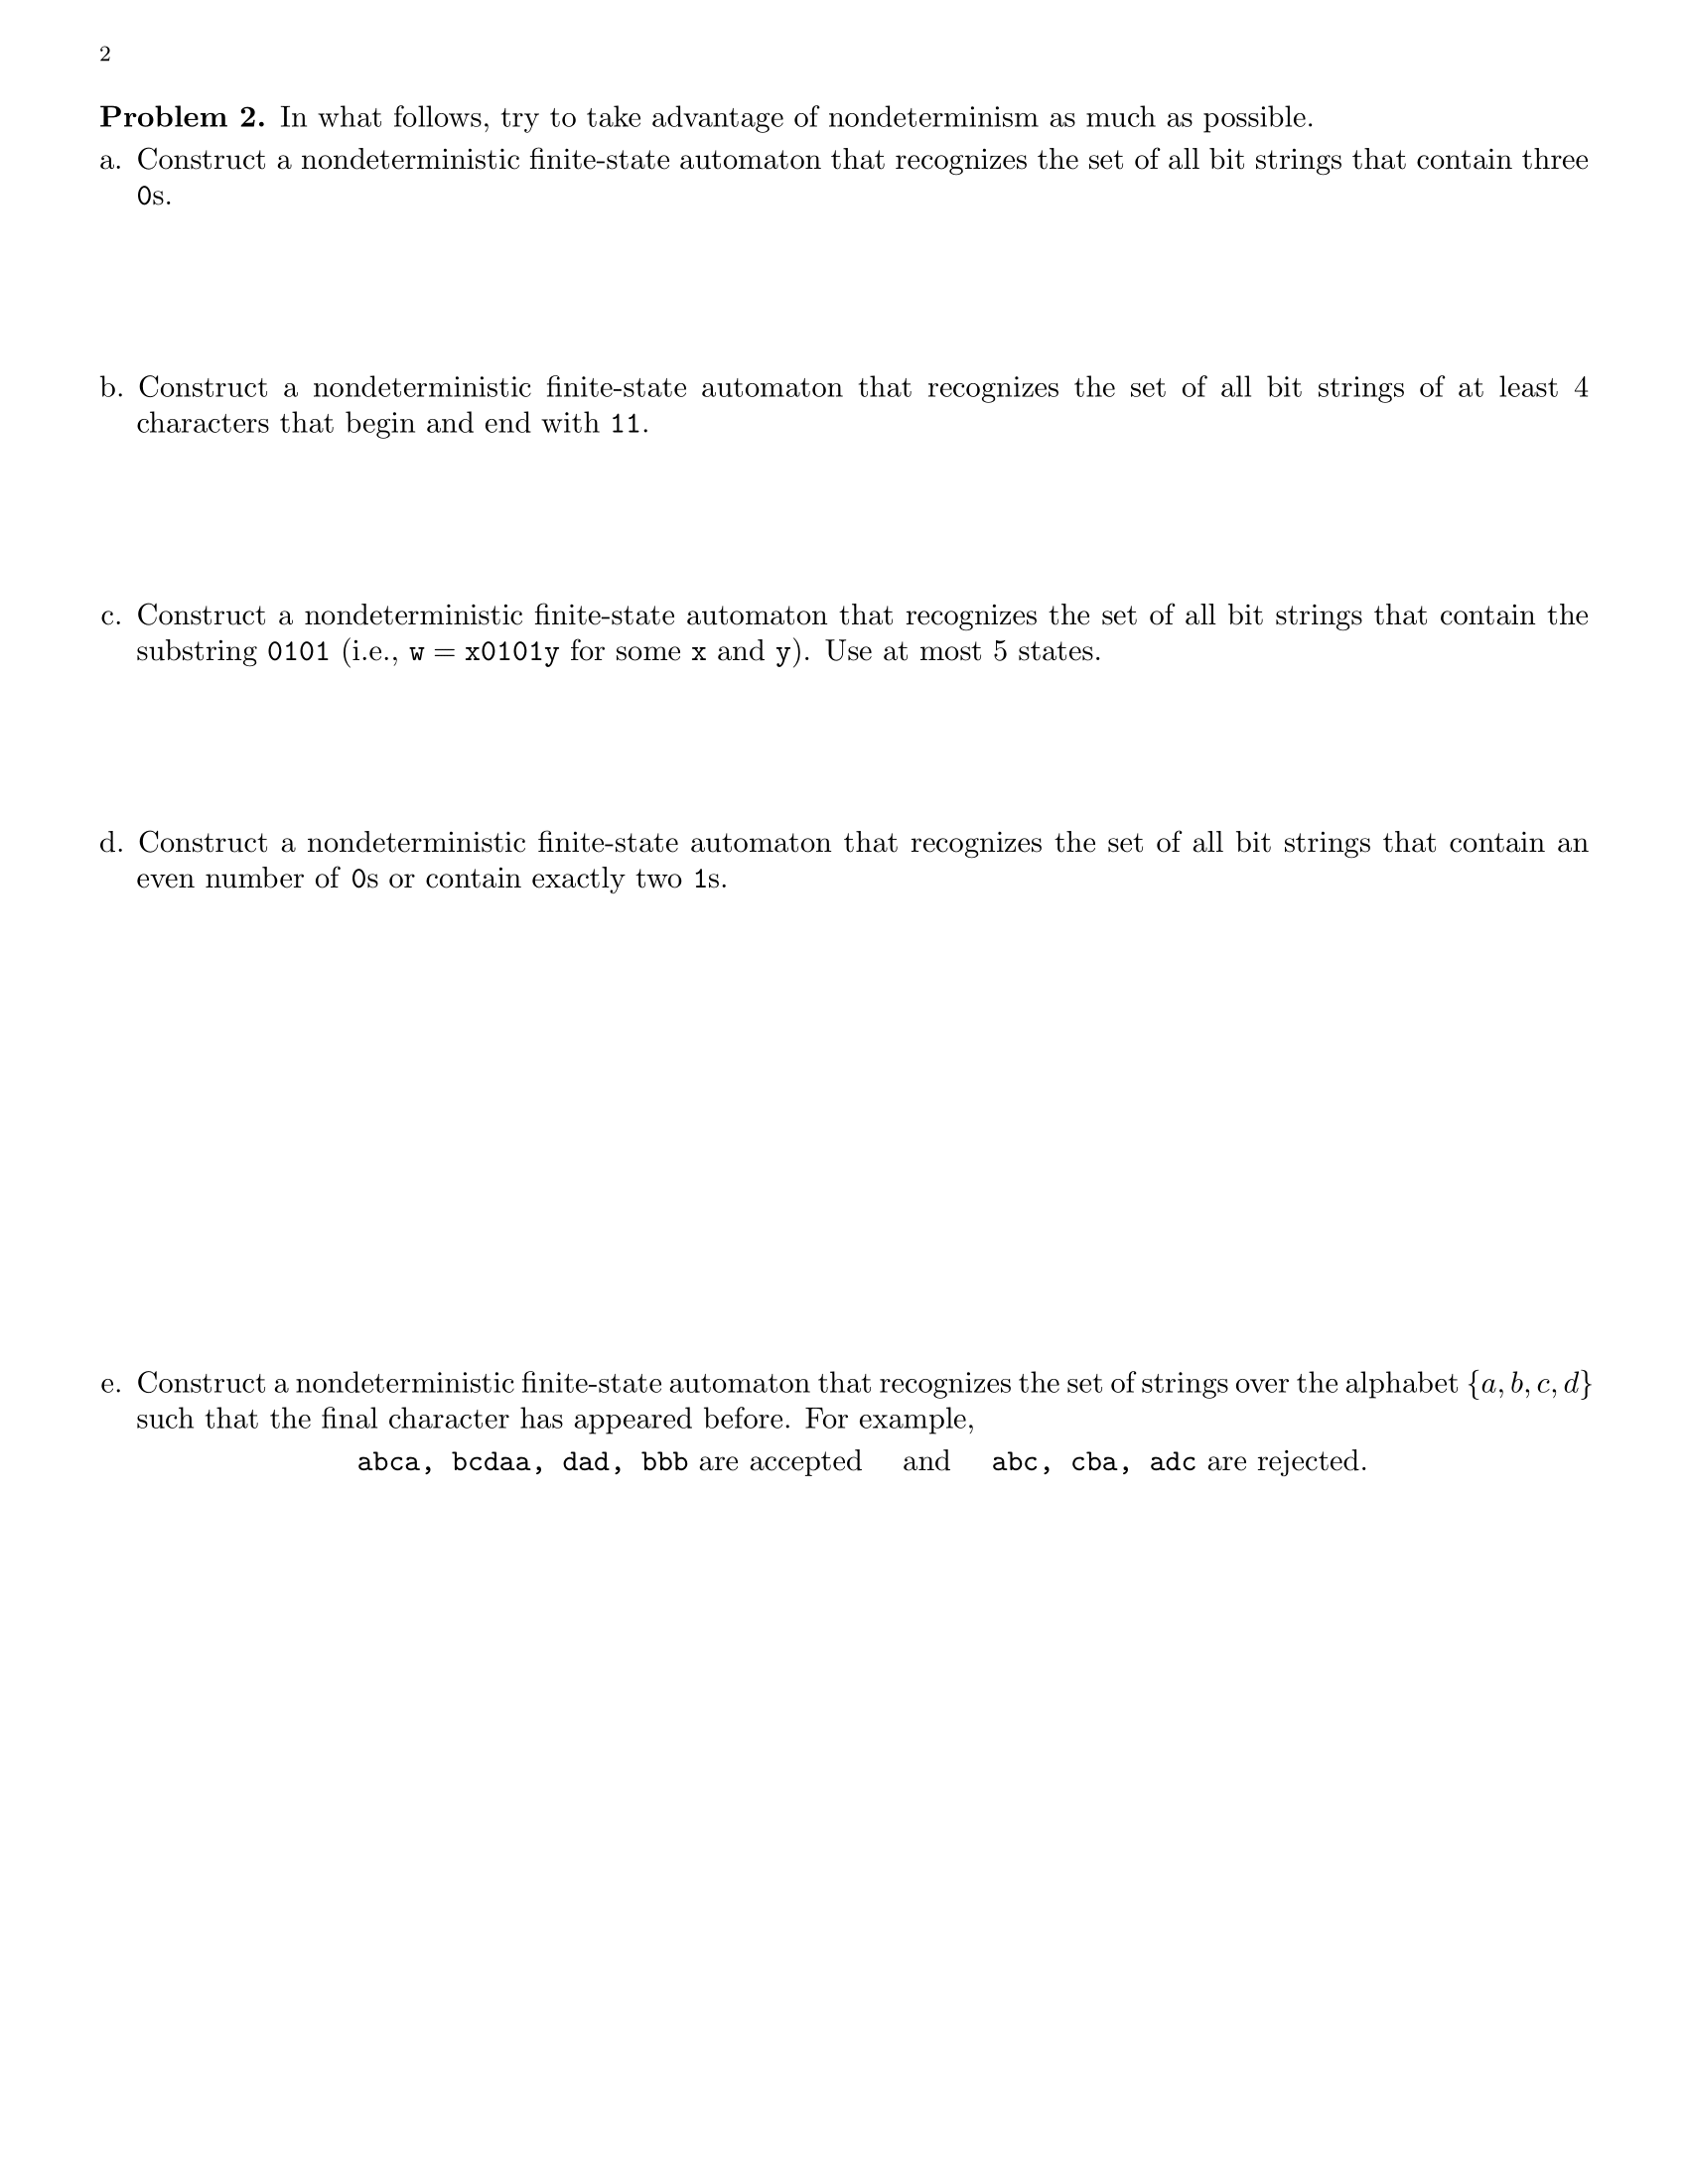 2
Problem 2. In what follows, try to take advantage of nondeterminism as much as possible.
a. Construct a nondeterministic finite-state automaton that recognizes the set of all bit strings that contain three
0s.
b. Construct a nondeterministic finite-state automaton that recognizes the set of all bit strings of at least 4
characters that begin and end with 11.
c. Construct a nondeterministic finite-state automaton that recognizes the set of all bit strings that contain the
substring 0101 (i.e., w = x0101y for some x and y). Use at most 5 states.
d. Construct a nondeterministic finite-state automaton that recognizes the set of all bit strings that contain an
even number of 0s or contain exactly two 1s.
e. Construct a nondeterministic finite-state automaton that recognizes the set of strings over the alphabet {a, b, c, d}
such that the final character has appeared before. For example,
abca, bcdaa, dad, bbb are accepted and abc, cba, adc are rejected.